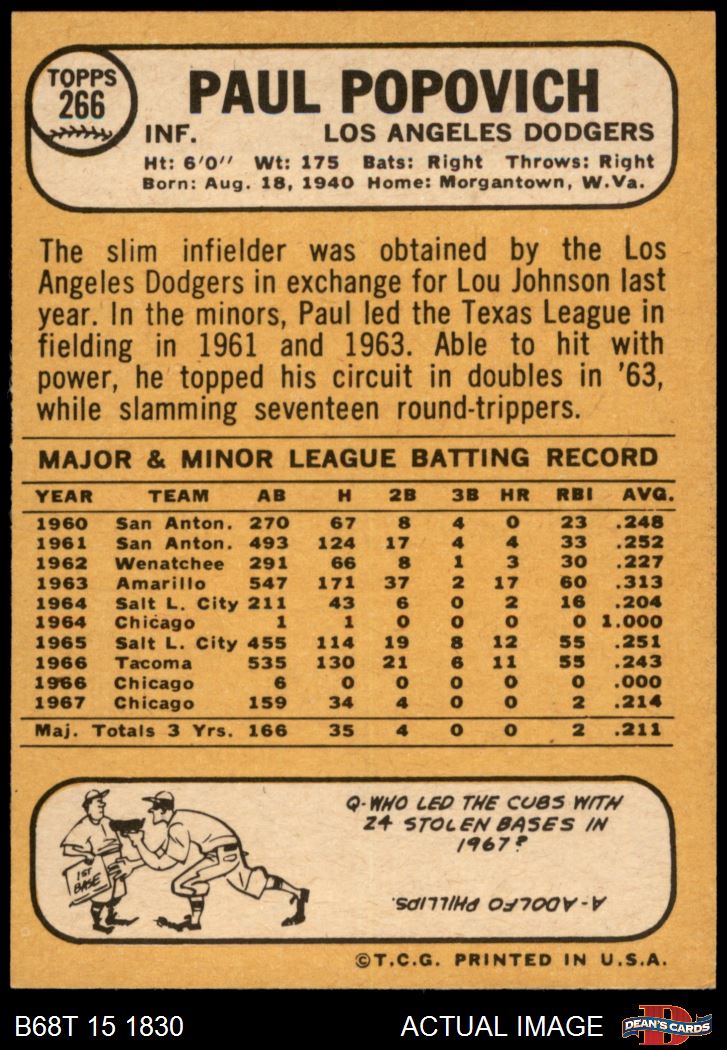 TOPPS
266
PAUL POPOVICH
INF. LOS ANGELES DODGERS
Ht: 6'0" Wt: 175 Bats: Right Throws: Right
Born: Aug. 18, 1940 Home: Morgantown, W.Va.
The slim infielder was obtained by the Los
Angeles Dodgers in exchange for Lou Johnson last
year. In the minors, Paul led the Texas League in
fielding in 1961 and 1963. Able to hit with
power, he topped his circuit in doubles in '63,
while slamming seventeen round-trippers.
MAJOR & MINOR LEAGUE BATTING RECORD
YEAR TEAM AB H 2B 3B HR RBI AVG.
1960 San Anton. 270 67 8 4 0 23 .248
1961 San Anton. 493 124 17 4 4 33 .252
1962 Wenatchee 291 66 8 1 3 30 .227
1963 Amarillo 547 171 37 2 17 60 .313
1964 Salt L. City 211 43 6 0 2 16 .204
1964 Chicago 1 1 0 0 0 0 1.000
1965 Salt L. City 455 114 19 8 12 55 .251
1966 Tacoma 535 130 21 6 11 55 .243
1966 Chicago 6 0 0 0 0 0 .000
1967 Chicago 159 34 4 0 0 2 .214
Maj. Totals 3 Yrs. 166 35 4 0 0 2 .211
1ST
BASE
Q-WHO LED THE CUBS WITH
24 STOLEN BASES IN
1967?
A-ADOLFO PHILLIPS.
©T.C.G. PRINTED IN U.S.A.
B68T 15 1830 ACTUAL IMAGE
D
DEAN'S CARDS